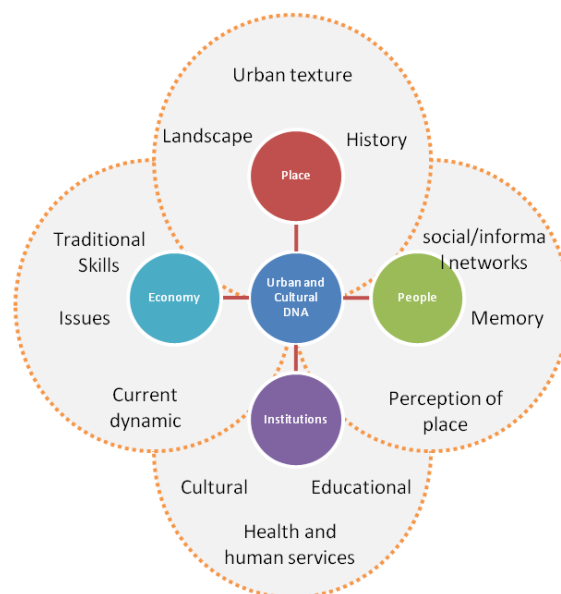 Urban texture
Landscape
History
Place
Traditional
Skills
social/informa
l networks
Economy
Urban and
Cultural
DNA
People
Issues
Memory
Current
dynamic
Perception of
place
Institutions
Cultural
Educational
Health and
human services